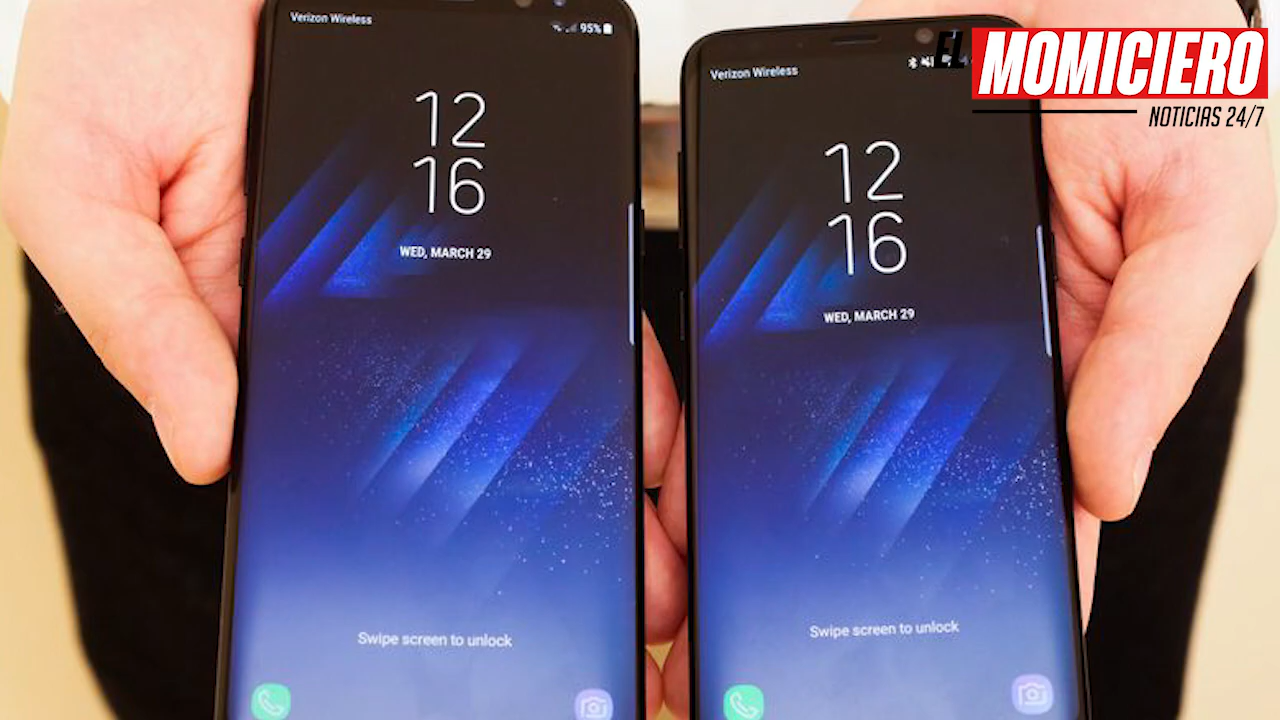 Verizon Wireless
95%
12
16
WED, MARCH 29
Swipe screen to unlock
Verizon Wireless
12
16
WED, MARCH 29
Swipe screen to unlock
EL
MOMICIERO
NOTICIAS 24/7